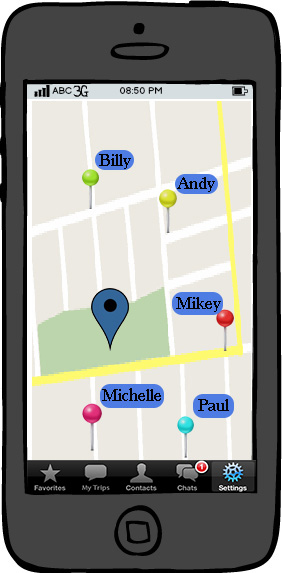 ABC 3G 08:50 PM
Billy
Andy
Mikey
Michelle
Paul
1
Favorites My Trips Contacts Chats Settings